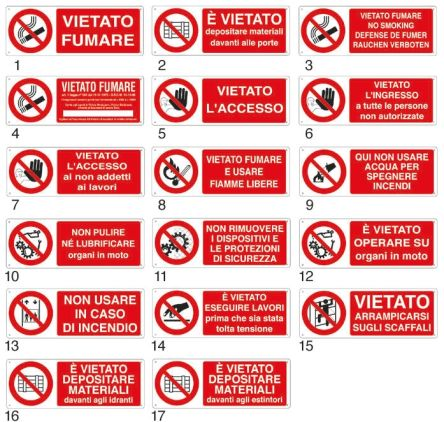 VIETATO
FUMARE
1
È VIETATO
depositare materiali
davanti alle porte
2
VIETATO FUMARE
NO SMOKING
DEFENSE DE FUMER
RAUCHEN VERBOTEN
3
VIETATO FUMARE
4
VIETATO
L'ACCESSO
5
VIETATO
L'INGRESSO
a tutte le persone
non autorizzate
6
VIETATO
L'ACCESSO
ai non addetti
ai lavori
7
VIETATO FUMARE
E USARE
FIAMME LIBERE
8
QUI NON USARE
ACQUA PER
SPEGNERE
INCENDI
9
NON PULIRE
NÉ LUBRIFICARE
organi in moto
10
NON RIMUOVERE
I DISPOSITIVI E
LE PROTEZIONI
DI SICUREZZA
11
È VIETATO
OPERARE SU
organi in moto
12
NON USARE
IN CASO
DI INCENDIO
13
È VIETATO
ESEGUIRE LAVORI
prima che sia stata
tolta tensione
14
VIETATO
ARRAMPICARSI
SUGLI SCAFFALI
15
È VIETATO
DEPOSITARE
MATERIALI
davanti agli idranti
16
È VIETATO
DEPOSITARE
MATERIALI
davanti agli estintori
17